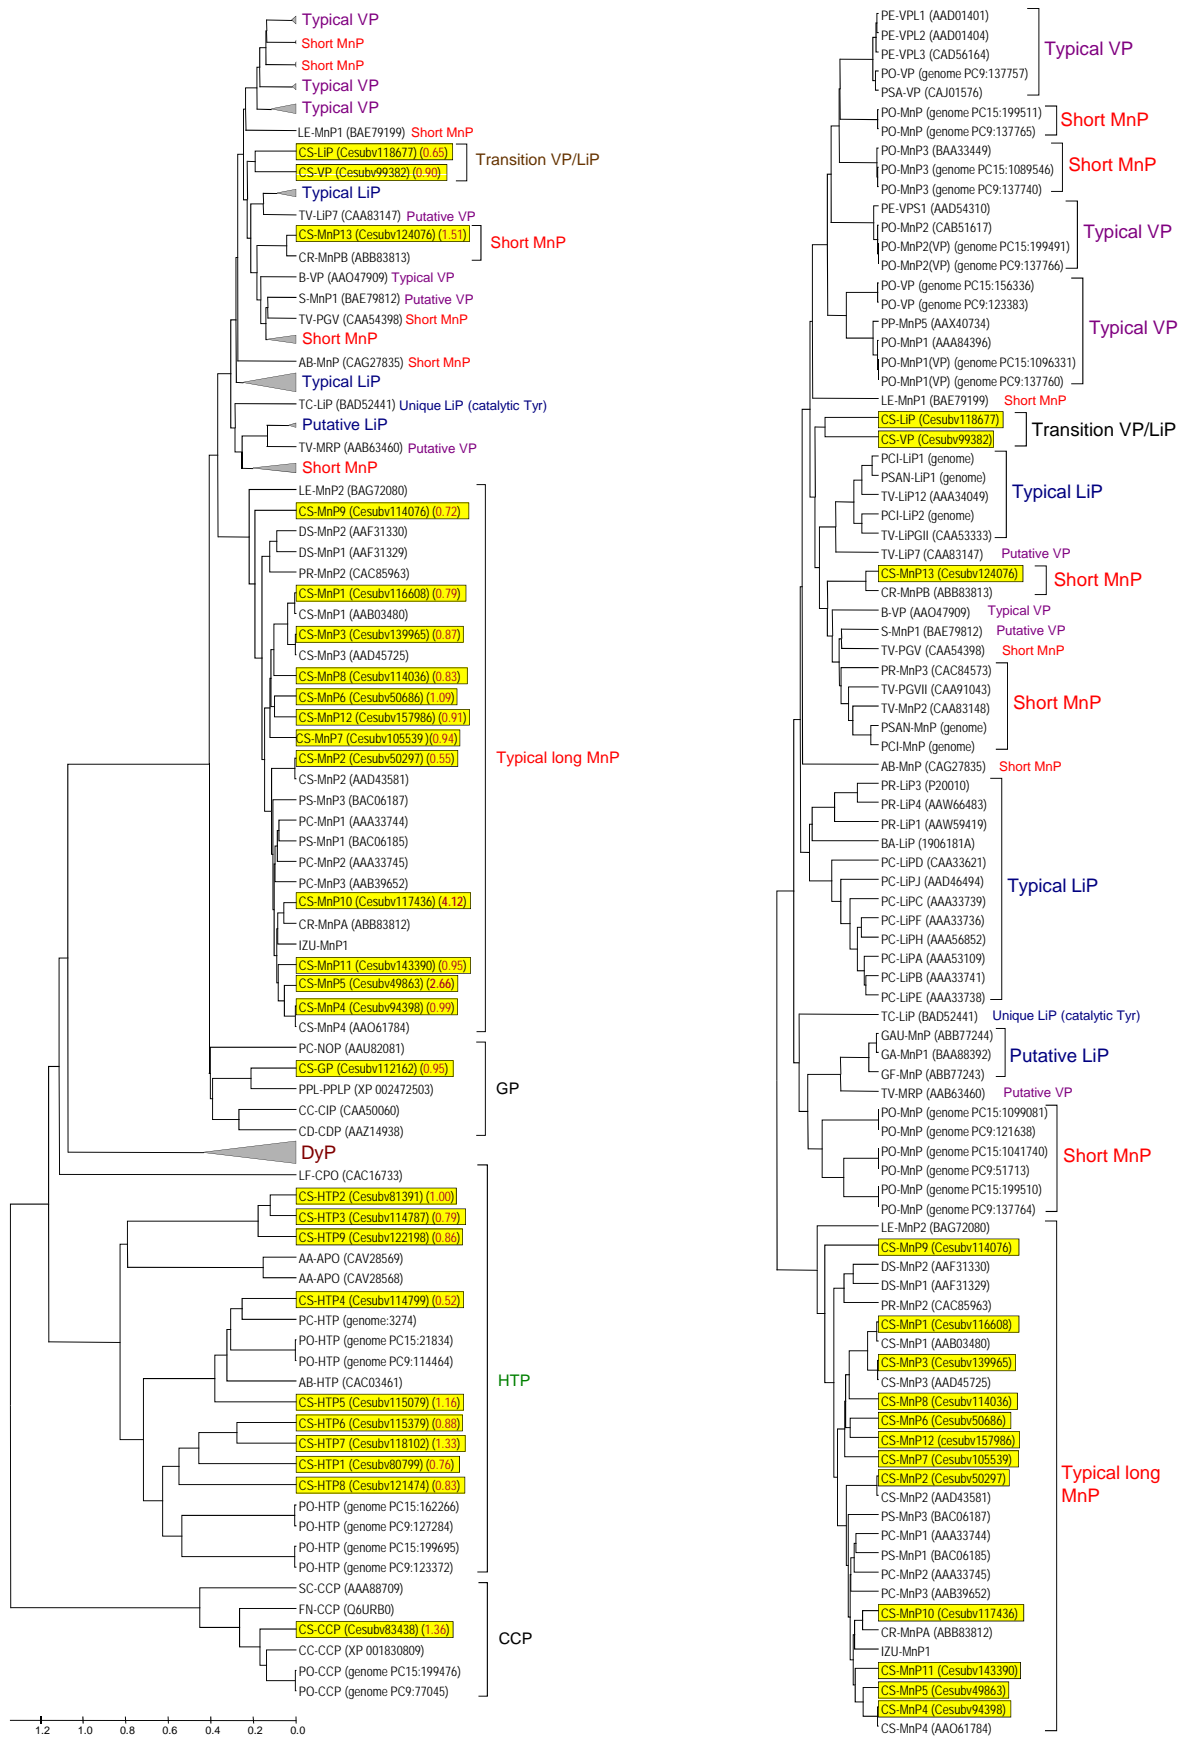 Typical VP
Short MnP
Short MnP
Typical VP
Typical VP
LE-MnP1 (BAE79199) Short MnP
CS-LiP (Cesubv118677) (0.65)
CS-VP (Cesubv99382) (0.90)
Transition VP/LiP
Typical LiP
TV-LiP7 (CAA83147) Putative VP
CS-MnP13 (Cesubv124076) (1.51)
CR-MnPB (ABB83813)
Short MnP
B-VP (AAO47909) Typical VP
S-MnP1 (BAE79812) Putative VP
TV-PGV (CAA54398) Short MnP
Short MnP
AB-MnP (CAG27835) Short MnP
Typical LiP
TC-LiP (BAD52441) Unique LiP (catalytic Tyr)
Putative LiP
TV-MRP (AAB63460) Putative VP
Short MnP
LE-MnP2 (BAG72080)
CS-MnP9 (Cesubv114076) (0.72)
DS-MnP2 (AAF31330)
DS-MnP1 (AAF31329)
PR-MnP2 (CAC85963)
CS-MnP1 (Cesubv116608) (0.79)
CS-MnP1 (AAB03480)
CS-MnP3 (Cesubv139965) (0.87)
CS-MnP3 (AAD45725)
CS-MnP8 (Cesubv114036) (0.83)
CS-MnP6 (Cesubv50686) (1.09)
CS-MnP12 (Cesubv157986) (0.91)
CS-MnP7 (Cesubv105539 )(0.94)
CS-MnP2 (Cesubv50297) (0.55)
Typical long MnP
CS-MnP2 (AAD43581)
PS-MnP3 (BAC06187)
PC-MnP1 (AAA33744)
PS-MnP1 (BAC06185)
PC-MnP2 (AAA33745)
PC-MnP3 (AAB39652)
CS-MnP10 (Cesubv117436) (4.12)
CR-MnPA (ABB83812)
IZU-MnP1
CS-MnP11 (Cesubv143390) (0.95)
CS-MnP5 (Cesubv49863) (2.66)
CS-MnP4 (Cesubv94398) (0.99)
CS-MnP4 (AAO61784)
PC-NOP (AAU82081)
CS-GP (Cesubv112162) (0.95)
PPL-PPLP (XP 002472503)
GP
CC-CIP (CAA50060)
CD-CDP (AAZ14938)
DyP
LF-CPO (CAC16733)
CS-HTP2 (Cesubv81391) (1.00)
CS-HTP3 (Cesubv114787) (0.79)
CS-HTP9 (Cesubv122198) (0.86)
AA-APO (CAV28569)
AA-APO (CAV28568)
CS-HTP4 (Cesubv114799) (0.52)
PC-HTP (genome:3274)
PO-HTP (genome PC15:21834)
PO-HTP (genome PC9:114464)
AB-HTP (CAC03461)
HTP
CS-HTP5 (Cesubv115079) (1.16)
CS-HTP6 (Cesubv115379) (0.88)
CS-HTP7 (Cesubv118102) (1.33)
CS-HTP1 (Cesubv80799) (0.76)
CS-HTP8 (Cesubv121474) (0.83)
PO-HTP (genome PC15:162266)
PO-HTP (genome PC9:127284)
PO-HTP (genome PC15:199695)
PO-HTP (genome PC9:123372)
SC-CCP (AAA88709)
FN-CCP (Q6URB0)
CS-CCP (Cesubv83438) (1.36)
CCP
CC-CCP (XP 001830809)
PO-CCP (genome PC15:199476)
PO-CCP (genome PC9:77045)
1.2 1.0 0.8 0.6 0.4 0.2 0.0
PE-VPL1 (AAD01401)
PE-VPL2 (AAD01404)
PE-VPL3 (CAD56164)
PO-VP (genome PC9:137757)
PSA-VP (CAJ01576)
Typical VP
PO-MnP (genome PC15:199511)
PO-MnP (genome PC9:137765)
Short MnP
PO-MnP3 (BAA33449)
PO-MnP3 (genome PC15:1089546)
PO-MnP3 (genome PC9:137740)
Short MnP
PE-VPS1 (AAD54310)
PO-MnP2 (CAB51617)
PO-MnP2(VP) (genome PC15:199491)
PO-MnP2(VP) (genome PC9:137766)
Typical VP
PO-VP (genome PC15:156336)
PO-VP (genome PC9:123383)
PP-MnP5 (AAX40734)
PO-MnP1 (AAA84396)
PO-MnP1(VP) (genome PC15:1096331)
PO-MnP1(VP) (genome PC9:137760)
Typical VP
LE-MnP1 (BAE79199) Short MnP
CS-LiP (Cesubv118677)
CS-VP (Cesubv99382)
Transition VP/LiP
PCI-LiP1 (genome)
PSAN-LiP1 (genome)
TV-LiP12 (AAA34049)
PCI-LiP2 (genome)
TV-LiPGII (CAA53333)
Typical LiP
TV-LiP7 (CAA83147) Putative VP
CS-MnP13 (Cesubv124076)
CR-MnPB (ABB83813)
Short MnP
B-VP (AAO47909) Typical VP
S-MnP1 (BAE79812) Putative VP
TV-PGV (CAA54398) Short MnP
PR-MnP3 (CAC84573)
TV-PGVII (CAA91043)
TV-MnP2 (CAA83148)
PSAN-MnP (genome)
PCI-MnP (genome)
Short MnP
AB-MnP (CAG27835) Short MnP
PR-LiP3 (P20010)
PR-LiP4 (AAW66483)
PR-LiP1 (AAW59419)
BA-LiP (1906181A)
PC-LiPD (CAA33621)
PC-LiPJ (AAD46494)
Typical LiP
PC-LiPC (AAA33739)
PC-LiPF (AAA33736)
PC-LiPH (AAA56852)
PC-LiPA (AAA53109)
PC-LiPB (AAA33741)
PC-LiPE (AAA33738)
TC-LiP (BAD52441) Unique LiP (catalytic Tyr)
GAU-MnP (ABB77244)
GA-MnP1 (BAA88392)
GF-MnP (ABB77243)
Putative LiP
TV-MRP (AAB63460) Putative VP
PO-MnP (genome PC15:1099081)
PO-MnP (genome PC9:121638)
PO-MnP (genome PC15:1041740)
PO-MnP (genome PC9:51713)
PO-MnP (genome PC15:199510)
PO-MnP (genome PC9:137764)
Short MnP
LE-MnP2 (BAG72080)
CS-MnP9 (Cesubv114076)
DS-MnP2 (AAF31330)
DS-MnP1 (AAF31329)
PR-MnP2 (CAC85963)
CS-MnP1 (Cesubv116608)
CS-MnP1 (AAB03480)
CS-MnP3 (Cesubv139965)
CS-MnP3 (AAD45725)
CS-MnP8 (Cesubv114036)
CS-MnP6 (Cesubv50686)
CS-MnP12 (cesubv157986)
CS-MnP7 (Cesubv105539)
CS-MnP2 (Cesubv50297)
Typical long
MnP
CS-MnP2 (AAD43581)
PS-MnP3 (BAC06187)
PC-MnP1 (AAA33744)
PS-MnP1 (BAC06185)
PC-MnP2 (AAA33745)
PC-MnP3 (AAB39652)
CS-MnP10 (Cesubv117436)
CR-MnPA (ABB83812)
IZU-MnP1
CS-MnP11 (Cesubv143390)
CS-MnP5 (Cesubv49863)
CS-MnP4 (Cesubv94398)
CS-MnP4 (AAO61784)